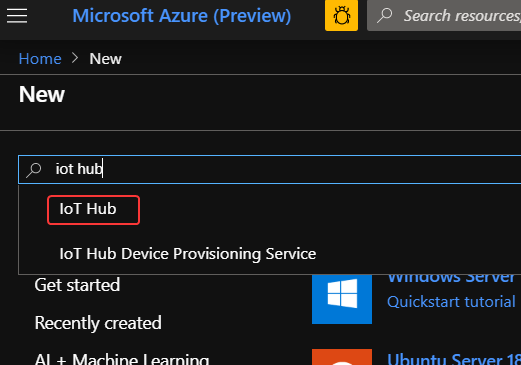 Microsoft Azure (Preview)
Search resources,
Home > New
New
iot hub
IoT Hub
IoT Hub Device Provisioning Service
Get started
Windows Server
Quickstart tutorial
Recently created
AI + Machine Learning
Ubuntu Server 18